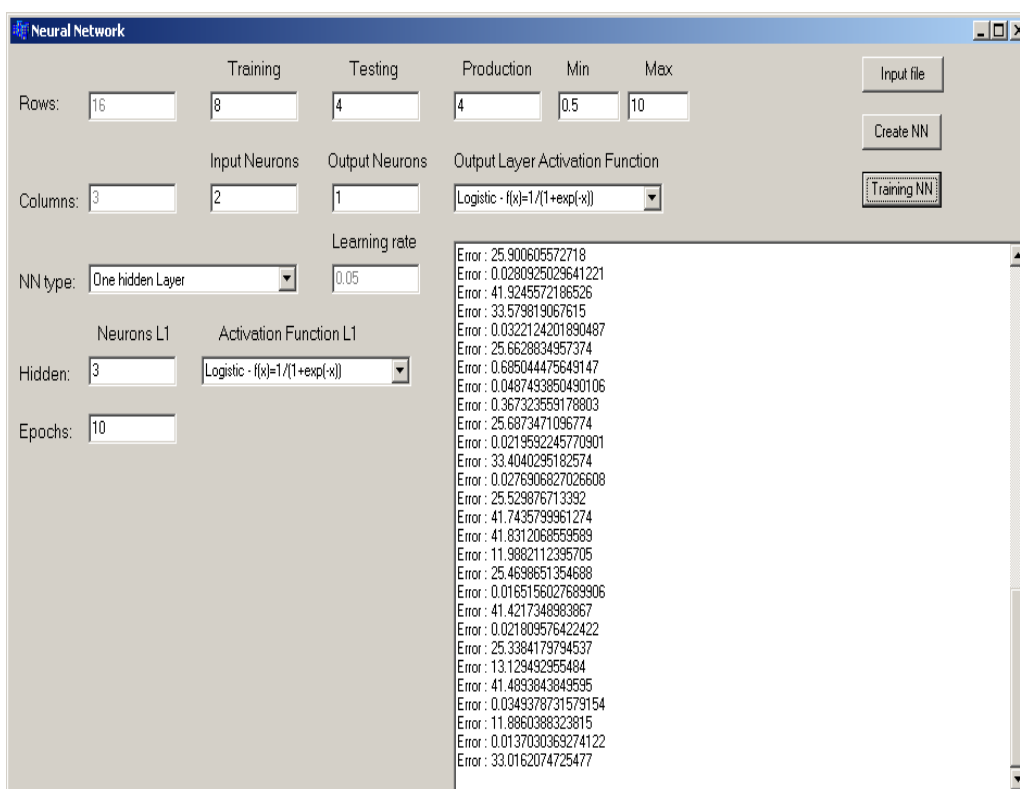 Neural Network
Training Testing Production Min Max
Input file
Rows: 16 8 4 4 0.5 10
Create NN
Input Neurons Output Neurons Output Layer Activation Function
Columns: 3 2 1 Logistic - f(x)=1/(1+exp(-x))
Training NN
Learning rate
NN type: One hidden Layer 0.05
Neurons L1 Activation Function L1
Hidden: 3 Logistic - f(x)=1/(1+exp(-x))
Epochs: 10
Error : 25.900605572718
Error : 0.0280925029641221
Error : 41.9245572186526
Error : 33.579819067615
Error : 0.0322124201890487
Error : 25.6628834957374
Error : 0.685044475649147
Error : 0.0487493850490106
Error : 0.367323559178803
Error : 25.6873471096774
Error : 0.0219592245770901
Error : 33.4040295182574
Error : 0.0276906827026608
Error : 25.529876713392
Error : 41.7435799961274
Error : 41.8312068559589
Error : 11.9882112395705
Error : 25.4698651354688
Error : 0.0165156027689906
Error : 41.4217348983867
Error : 0.021809576422422
Error : 25.3384179794537
Error : 13.129492955484
Error : 41.4893843849595
Error : 0.0349378731579154
Error : 11.8860388323815
Error : 0.0137030369274122
Error : 33.0162074725477